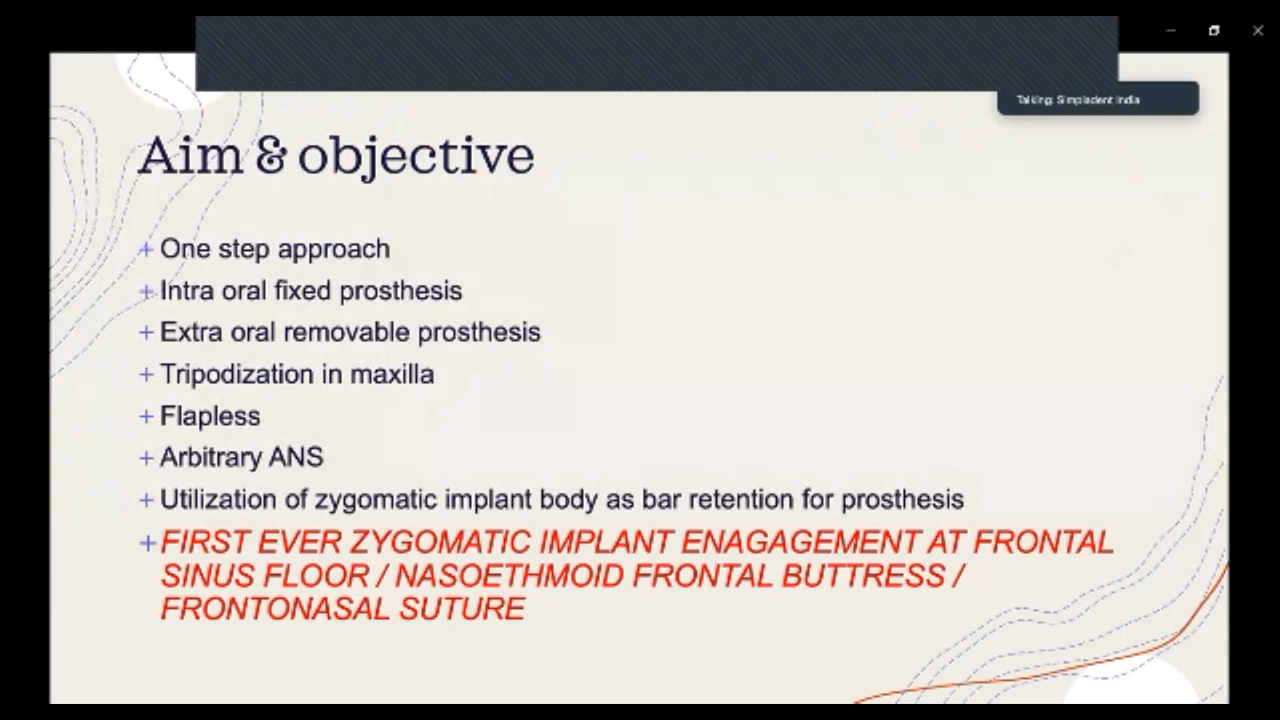 Talking: Simpladent India
Aim & objective
+ One step approach
+ Intra oral fixed prosthesis
+ Extra oral removable prosthesis
+ Tripodization in maxilla
+ Flapless
+ Arbitrary ANS
+ Utilization of zygomatic implant body as bar retention for prosthesis
+ FIRST EVER ZYGOMATIC IMPLANT ENAGAGEMENT AT FRONTAL
SINUS FLOOR / NASOETHMOID FRONTAL BUTTRESS /
FRONTONASAL SUTURE